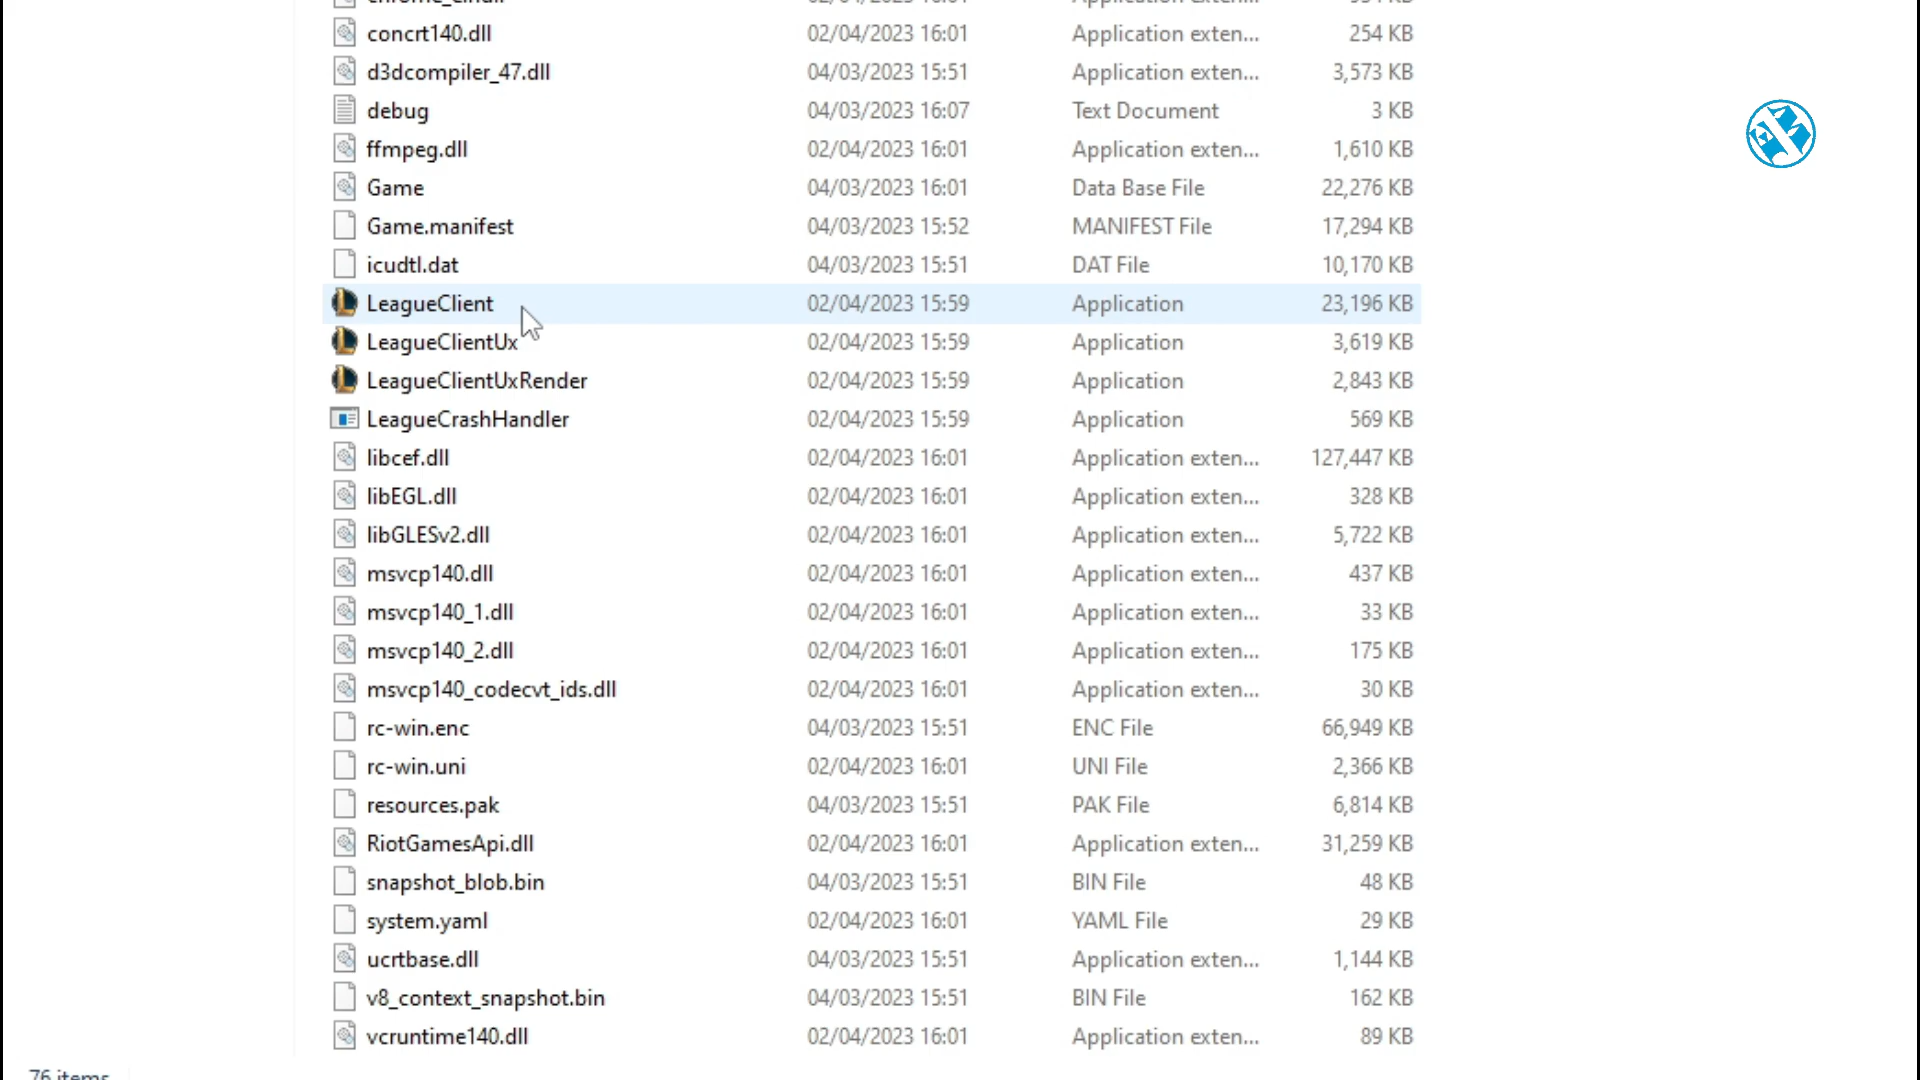 concrt140.dll 02/04/2023 16:01 Application exten... 254 KB
d3dcompiler_47.dll 04/03/2023 15:51 Application exten... 3,573 KB
debug 04/03/2023 16:07 Text Document 3 KB
ffmpeg.dll 02/04/2023 16:01 Application exten... 1,610 KB
Game 04/03/2023 16:01 Data Base File 22,276 KB
Game.manifest 04/03/2023 15:52 MANIFEST File 17,294 KB
icudtl.dat 04/03/2023 15:51 DAT File 10,170 KB
LeagueClient 02/04/2023 15:59 Application 23,196 KB
LeagueClientUx 02/04/2023 15:59 Application 3,619 KB
LeagueClientUxRender 02/04/2023 15:59 Application 2,843 KB
LeagueCrashHandler 02/04/2023 15:59 Application 569 KB
libcef.dll 02/04/2023 16:01 Application exten... 127,447 KB
libEGL.dll 02/04/2023 16:01 Application exten... 328 KB
libGLESv2.dll 02/04/2023 16:01 Application exten... 5,722 KB
msvcp140.dll 02/04/2023 16:01 Application exten... 437 KB
msvcp140_1.dll 02/04/2023 16:01 Application exten... 33 KB
msvcp140_2.dll 02/04/2023 16:01 Application exten... 175 KB
msvcp140_codecvt_ids.dll 02/04/2023 16:01 Application exten... 30 KB
rc-win.enc 04/03/2023 15:51 ENC File 66,949 KB
rc-win.uni 02/04/2023 16:01 UNI File 2,366 KB
resources.pak 04/03/2023 15:51 PAK File 6,814 KB
RiotGamesApi.dll 02/04/2023 16:01 Application exten... 31,259 KB
snapshot_blob.bin 04/03/2023 15:51 BIN File 48 KB
system.yaml 02/04/2023 16:01 YAML File 29 KB
ucrtbase.dll 04/03/2023 15:51 Application exten... 1,144 KB
v8_context_snapshot.bin 04/03/2023 15:51 BIN File 162 KB
vcruntime140.dll 02/04/2023 16:01 Application exten... 89 KB
76 items